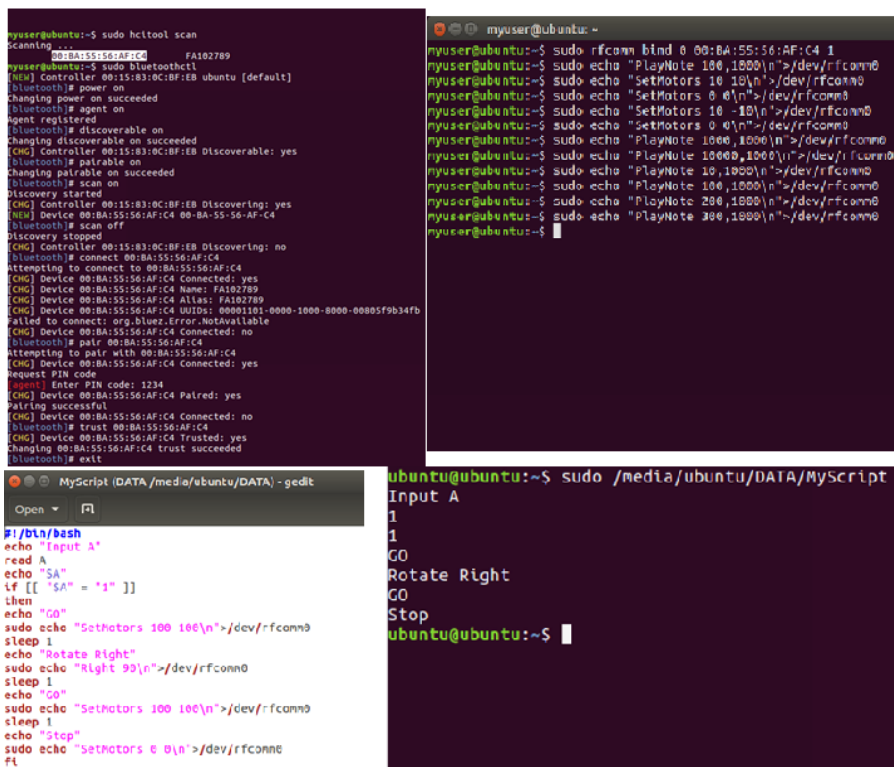 myuser@ubuntu:~$ sudo hcitool scan
Scanning ...
00:BA:55:56:AF:C4 FA102789
myuser@ubuntu:~$ sudo bluetoothctl
[NEW] Controller 00:15:83:0C:BF:EB ubuntu [default]
[bluetooth]# power on
Changing power on succeeded
[bluetooth]# agent on
Agent registered
[bluetooth]# discoverable on
Changing discoverable on succeeded
[CHG] Controller 00:15:83:0C:BF:EB Discoverable: yes
[bluetooth]# pairable on
Changing pairable on succeeded
[bluetooth]# scan on
Discovery started
[CHG] Controller 00:15:83:0C:BF:EB Discovering: yes
[NEW] Device 00:BA:55:56:AF:C4 00-BA-55-56-AF-C4
[bluetooth]# scan off
Discovery stopped
[CHG] Controller 00:15:83:0C:BF:EB Discovering: no
[bluetooth]# connect 00:BA:55:56:AF:C4
Attempting to connect to 00:BA:55:56:AF:C4
[CHG] Device 00:BA:55:56:AF:C4 Connected: yes
[CHG] Device 00:BA:55:56:AF:C4 Name: FA102789
[CHG] Device 00:BA:55:56:AF:C4 Alias: FA102789
[CHG] Device 00:BA:55:56:AF:C4 UUIDs: 00001101-0000-1000-8000-00805f9b34fb
Failed to connect: org.bluez.Error.NotAvailable
[CHG] Device 00:BA:55:56:AF:C4 Connected: no
[bluetooth]# pair 00:BA:55:56:AF:C4
Attempting to pair with 00:BA:55:56:AF:C4
[CHG] Device 00:BA:55:56:AF:C4 Connected: yes
Request PIN code
[agent] Enter PIN code: 1234
[CHG] Device 00:BA:55:56:AF:C4 Paired: yes
Pairing successful
[CHG] Device 00:BA:55:56:AF:C4 Connected: no
[bluetooth]# trust 00:BA:55:56:AF:C4
[CHG] Device 00:BA:55:56:AF:C4 Trusted: yes
Changing 00:BA:55:56:AF:C4 trust succeeded
[bluetooth]# exit
myuser@ubuntu: ~
myuser@ubuntu:~$ sudo rfcomm bind 0 00:BA:55:56:AF:C4 1
myuser@ubuntu:~$ sudo echo "PlayNote 100,1000\n">/dev/rfcomm0
myuser@ubuntu:~$ sudo echo "SetMotors 10 10\n">/dev/rfcomm0
myuser@ubuntu:~$ sudo echo "SetMotors 0 0\n">/dev/rfcomm0
myuser@ubuntu:~$ sudo echo "SetMotors 10 -10\n">/dev/rfcomm0
myuser@ubuntu:~$ sudo echo "SetMotors 0 0\n">/dev/rfcomm0
myuser@ubuntu:~$ sudo echo "PlayNote 1000,1000\n">/dev/rfcomm0
myuser@ubuntu:~$ sudo echo "PlayNote 10000,1000\n">/dev/rfcomm0
myuser@ubuntu:~$ sudo echo "PlayNote 10,1000\n">/dev/rfcomm0
myuser@ubuntu:~$ sudo echo "PlayNote 100,1000\n">/dev/rfcomm0
myuser@ubuntu:~$ sudo echo "PlayNote 200,1000\n">/dev/rfcomm0
myuser@ubuntu:~$ sudo echo "PlayNote 300,1000\n">/dev/rfcomm0
myuser@ubuntu:~$
MyScript (DATA /media/ubuntu/DATA) - gedit
Open
#!/bin/bash
echo "Input A"
read A
echo "$A"
if [[ "$A" = "1" ]]
then
echo "GO"
sudo echo "SetMotors 100 100\n">/dev/rfcomm0
sleep 1
echo "Rotate Right"
sudo echo "Right 90\n">/dev/rfcomm0
sleep 1
echo "GO"
sudo echo "SetMotors 100 100\n">/dev/rfcomm0
sleep 1
echo "Stop"
sudo echo "SetMotors 0 0\n">/dev/rfcomm0
fi
ubuntu@ubuntu:~$ sudo /media/ubuntu/DATA/MyScript
Input A
1
1
GO
Rotate Right
GO
Stop
ubuntu@ubuntu:~$